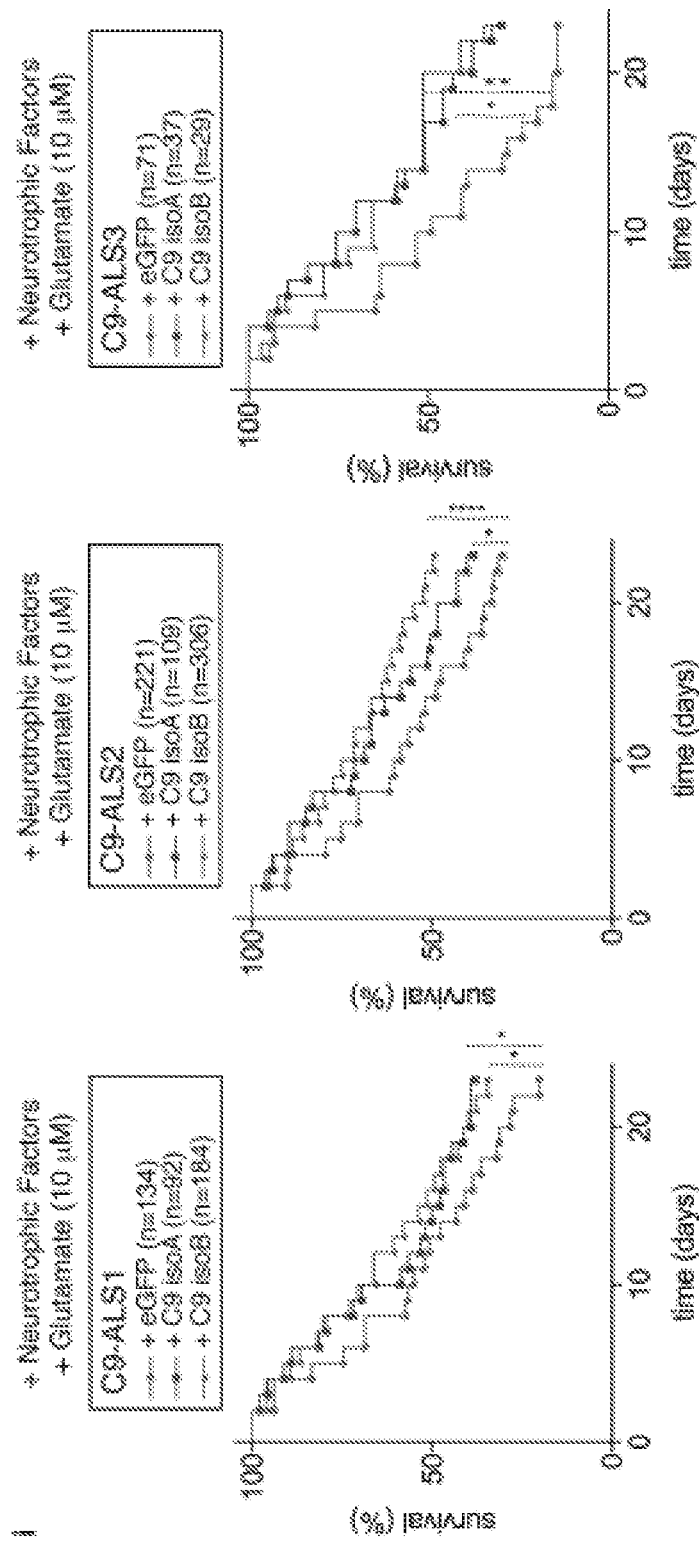 i
+ Neurotrophic Factors
+ Glutamate (10 µM)
C9-ALS1
+ eGFP (n=134)
+ C9 isoA (n=92)
+ C9 isoB (n=184)
survival (%)
100
50
0
0
10
20
time (days)
*
*
+ Neurotrophic Factors
+ Glutamate (10 µM)
C9-ALS2
+ eGFP (n=221)
+ C9 isoA (n=109)
+ C9 isoB (n=306)
survival (%)
100
50
0
0
10
20
time (days)
*
****
+ Neurotrophic Factors
+ Glutamate (10 µM)
C9-ALS3
+ eGFP (n=71)
+ C9 isoA (n=37)
+ C9 isoB (n=29)
survival (%)
100
50
0
0
10
20
time (days)
*
**